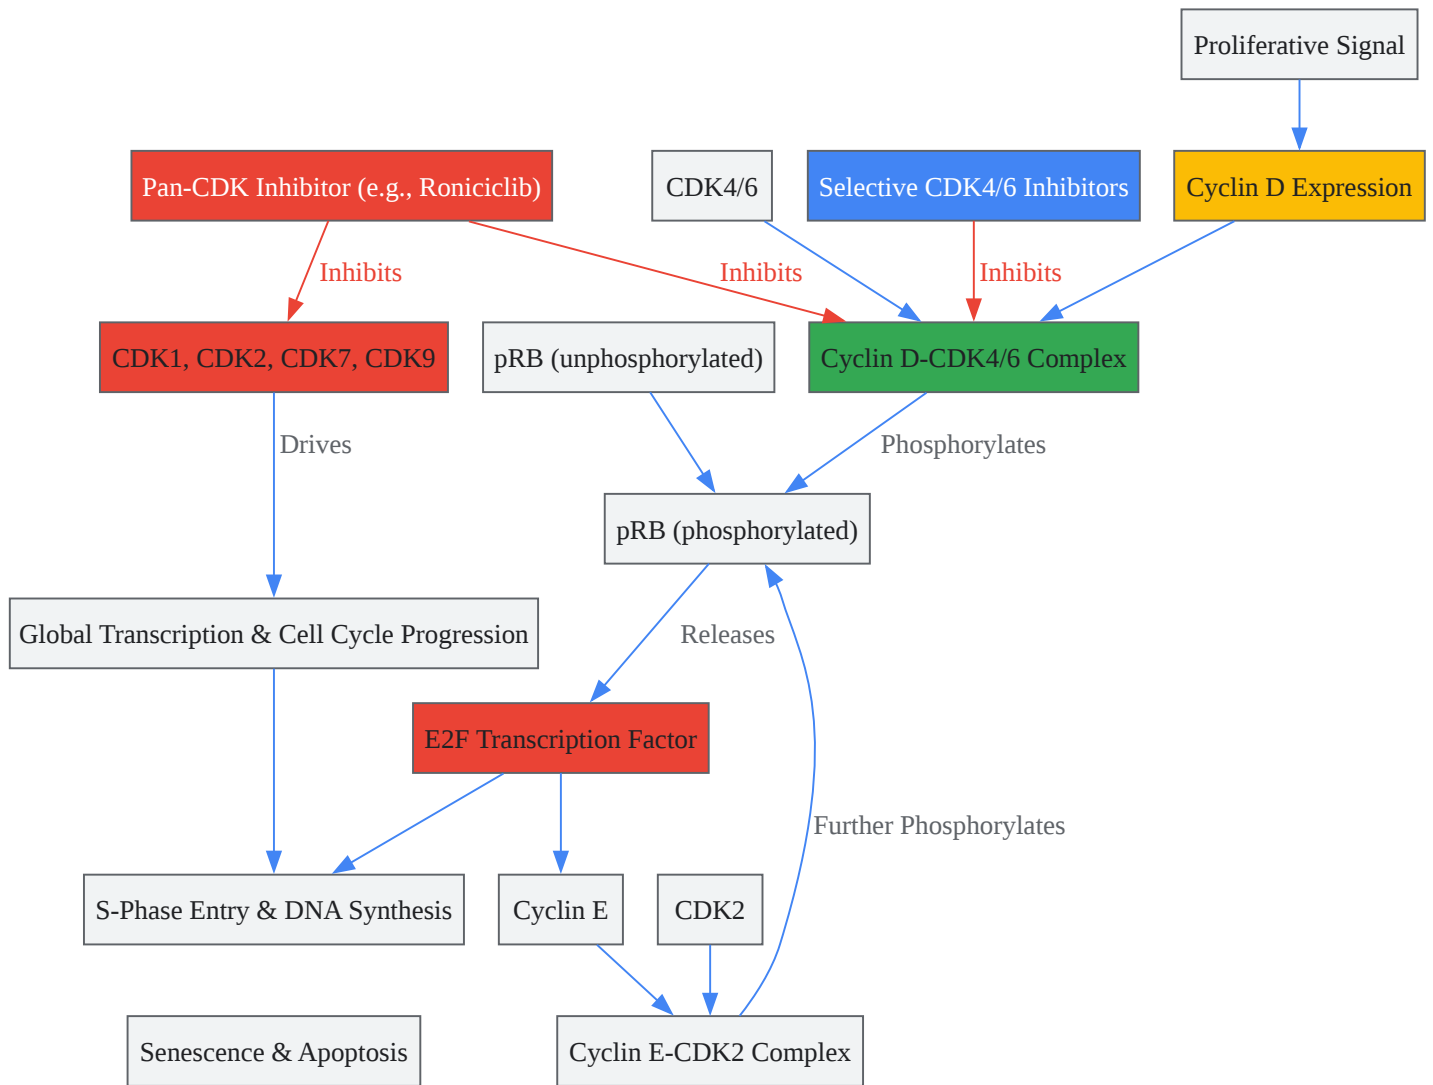 Proliferative Signal
Pan-CDK Inhibitor (e.g., Roniciclib)
CDK4/6
Selective CDK4/6 Inhibitors
Cyclin D Expression
Inhibits
Inhibits
Inhibits
CDK1, CDK2, CDK7, CDK9
pRB (unphosphorylated)
Cyclin D-CDK4/6 Complex
Drives
Phosphorylates
pRB (phosphorylated)
Global Transcription & Cell Cycle Progression
Releases
E2F Transcription Factor
Further Phosphorylates
S-Phase Entry & DNA Synthesis
Cyclin E
CDK2
Senescence & Apoptosis
Cyclin E-CDK2 Complex